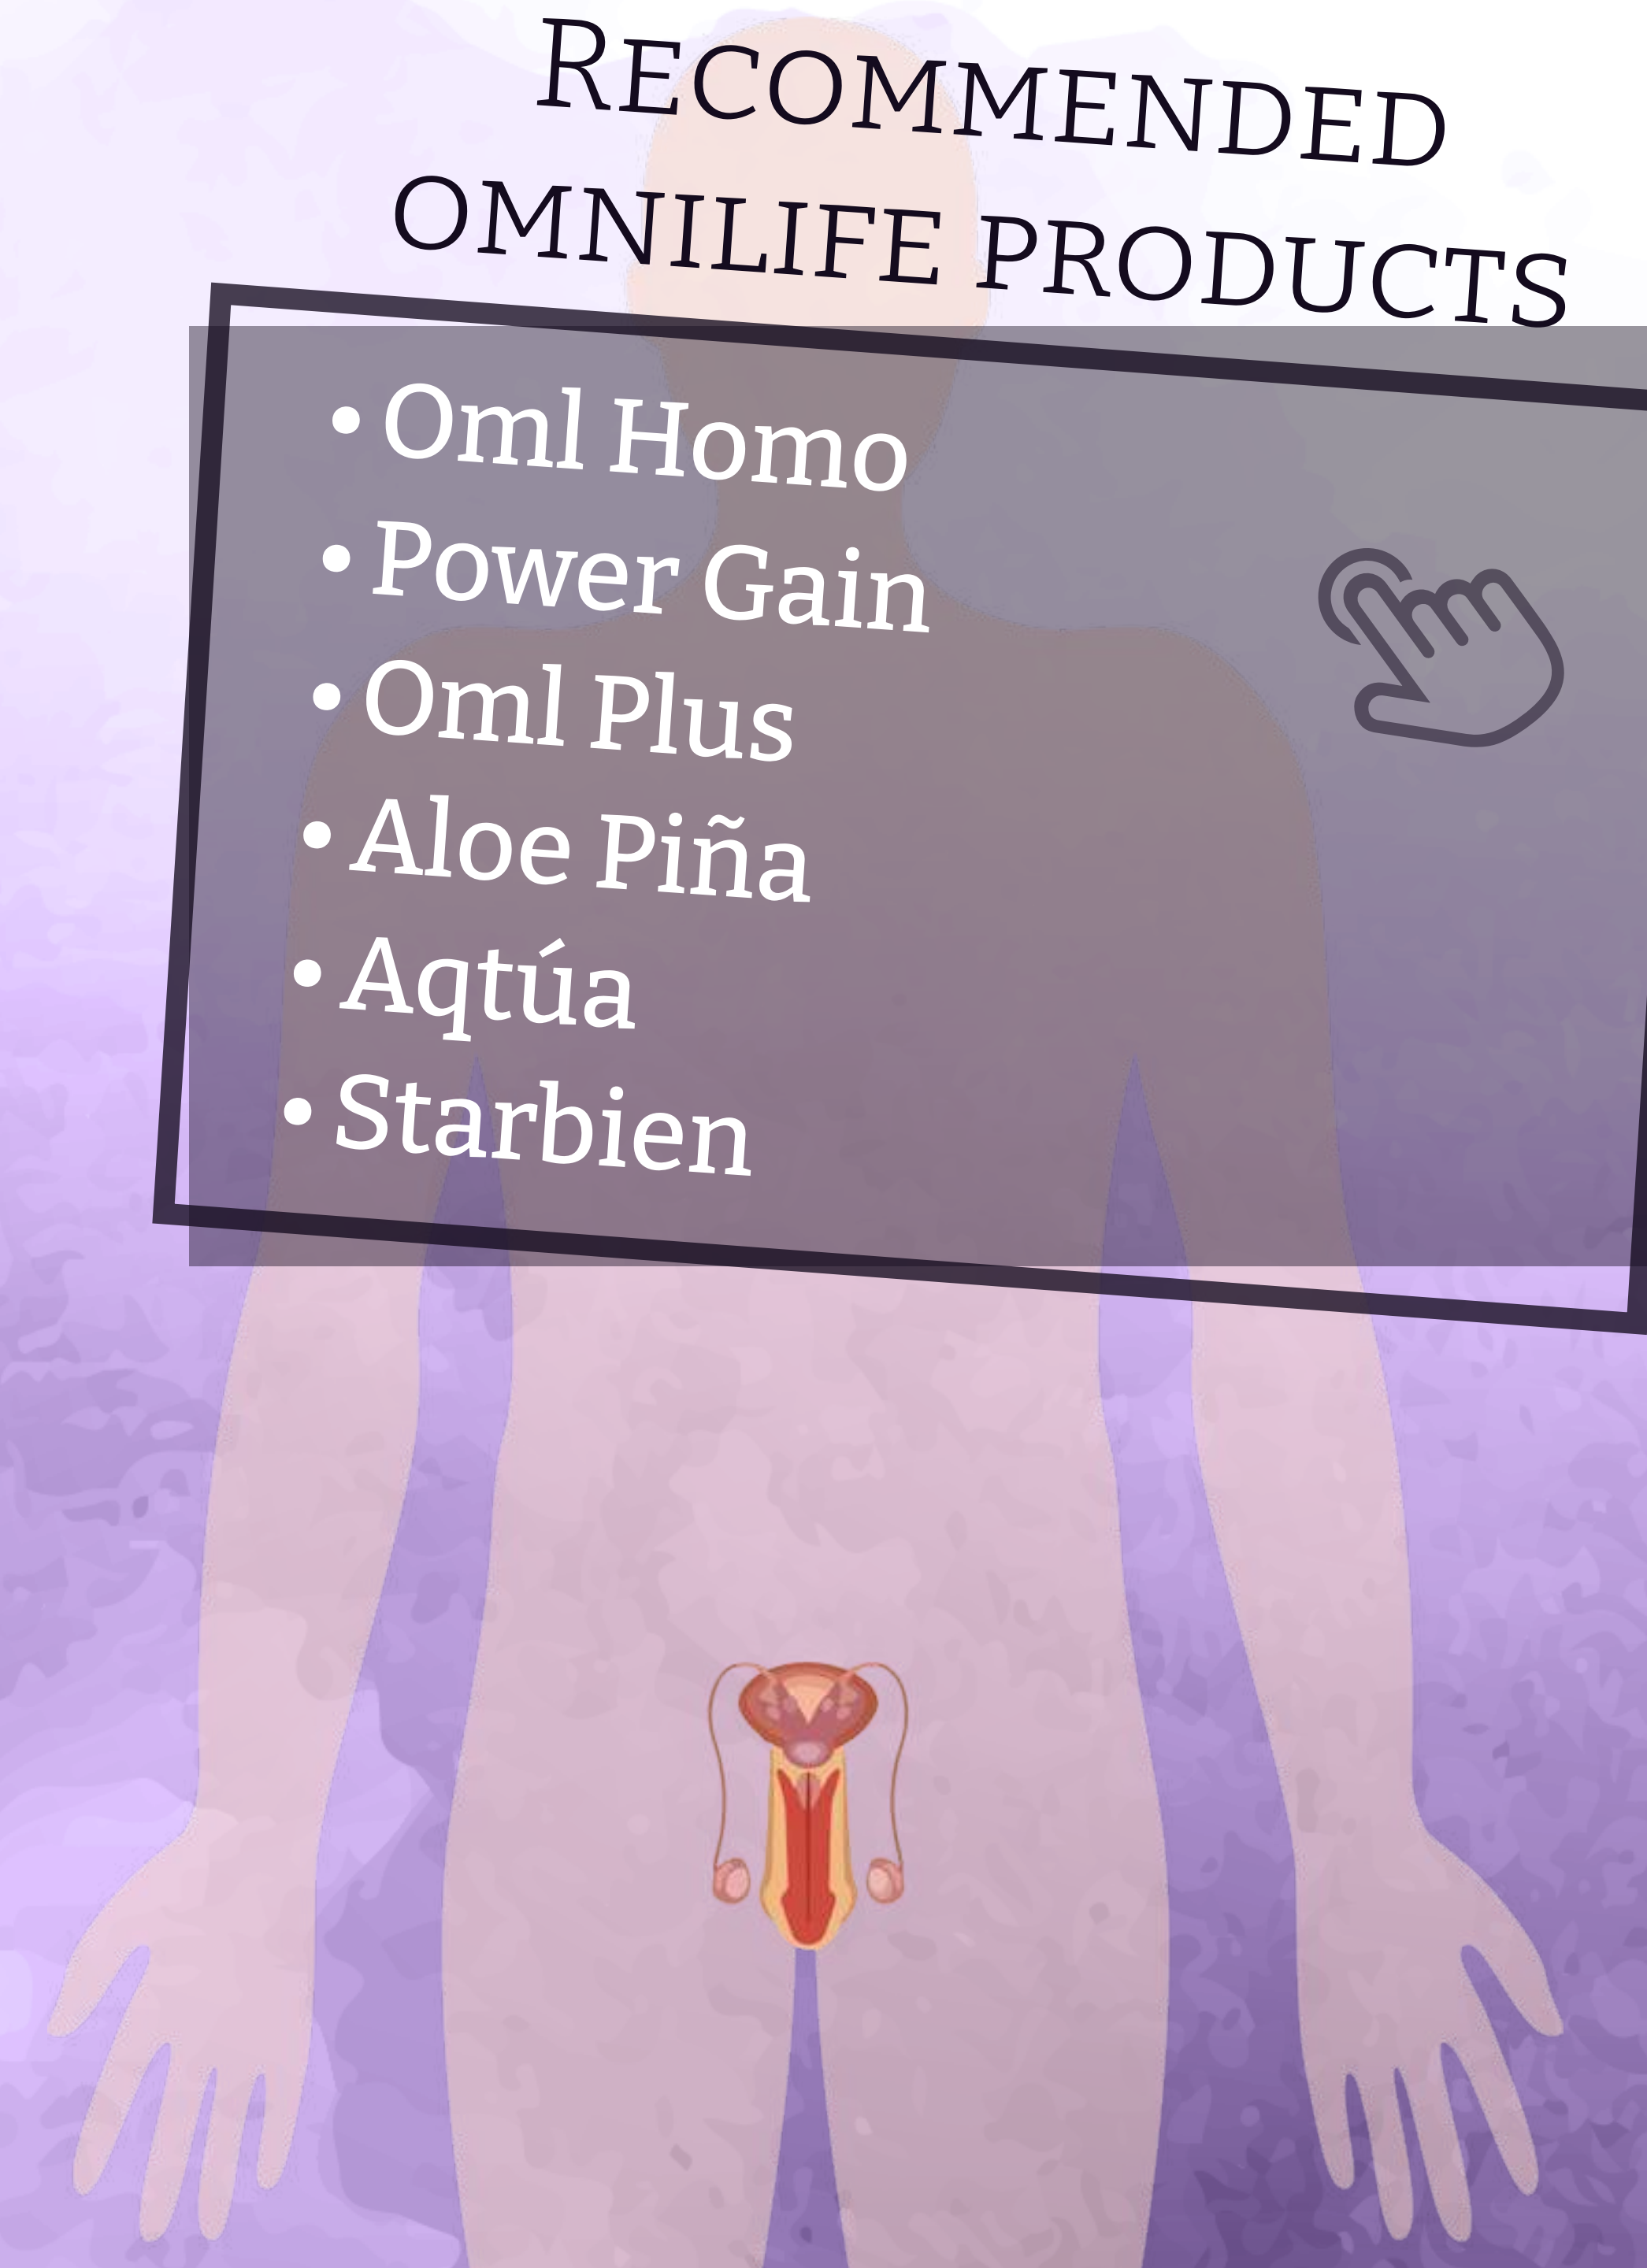 Recommended
omnilife products
• Oml Homo
• Power Gain
• Oml Plus
• Aloe Piña
• Aqtúa
• Starbien